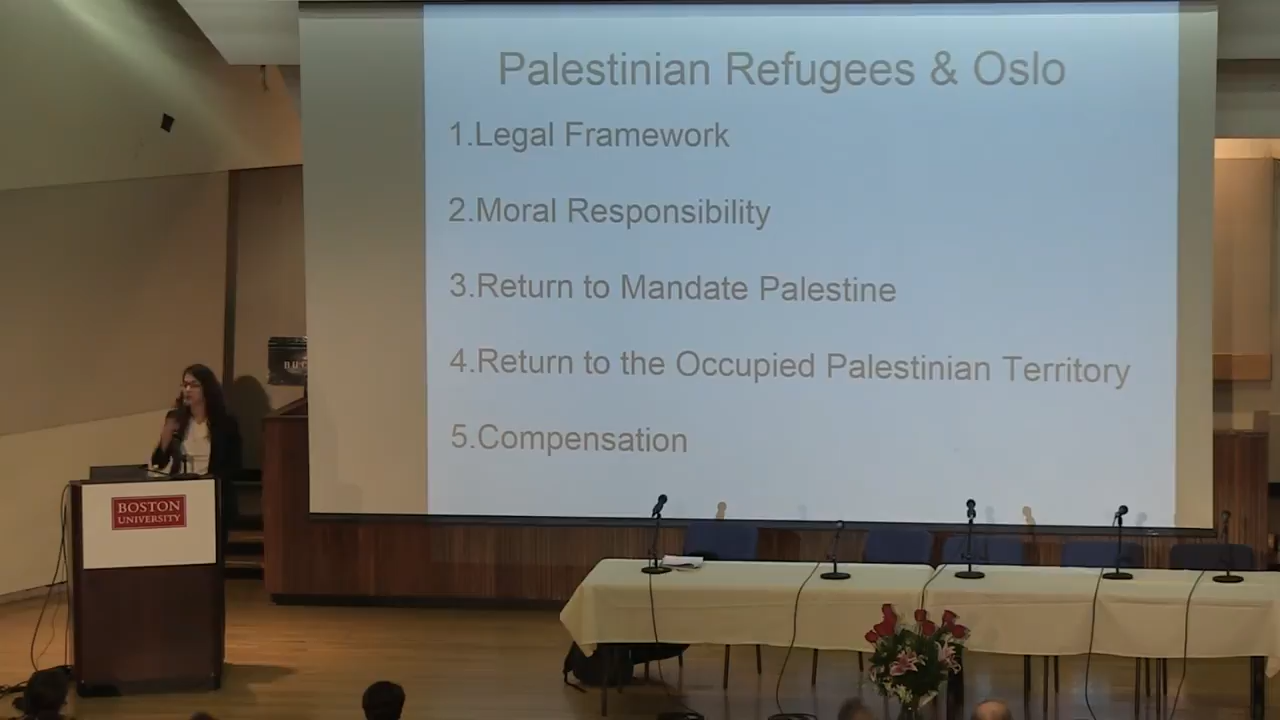 Palestinian Refugees & Oslo
1.Legal Framework
2.Moral Responsibility
3.Return to Mandate Palestine
4.Return to the Occupied Palestinian Territory
5.Compensation
BOSTON
UNIVERSITY